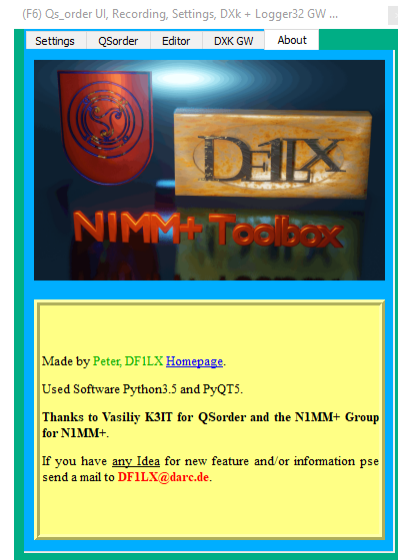 (F6) Qs_order UI, Recording, Settings, DXk + Logger32 GW ...
Settings QSorder Editor DXK GW About
DF1LX
N1MM+ Toolbox
Made by Peter, DF1LX Homepage.
Used Software Python3.5 and PyQT5.
Thanks to Vasiliy K3IT for QSorder and the N1MM+ Group
for N1MM+.
If you have any Idea for new feature and/or information pse
send a mail to DF1LX@darc.de.